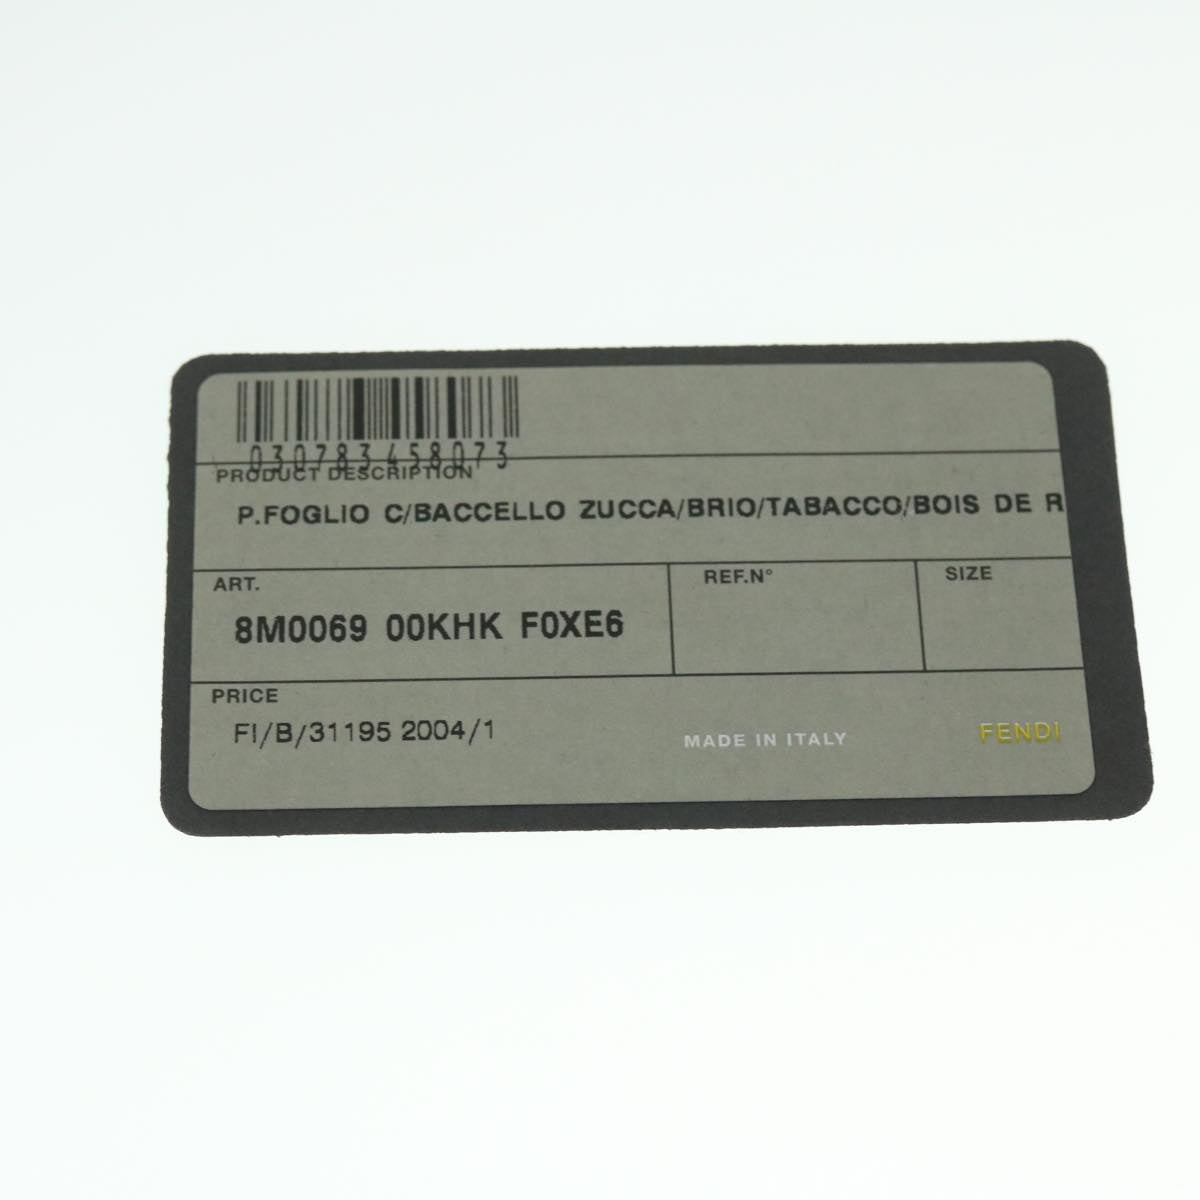 030783458073
PRODUCT DESCRIPTION
P.FOGLIO C/BACCELLO ZUCCA/BRIO/TABACCO/BOIS DE R
ART.
8M0069 00KHK F0XE6
REF.N°
SIZE
PRICE
FI/B/31195 2004/1
MADE IN ITALY
FENDI